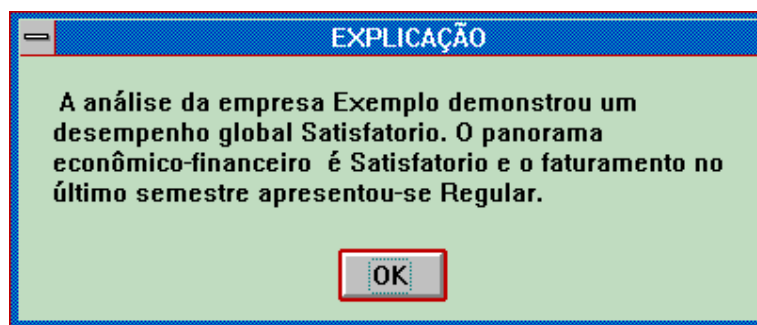 EXPLICAÇÃO
A análise da empresa Exemplo demonstrou um
desempenho global Satisfatorio. O panorama
econômico-financeiro é Satisfatorio e o faturamento no
último semestre apresentou-se Regular.
OK